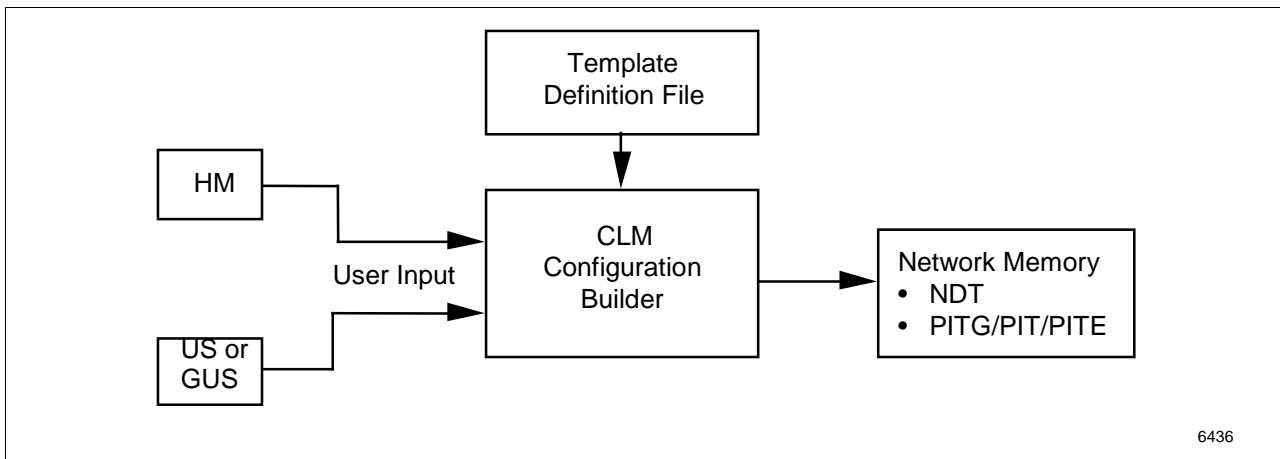 Template
Definition File
HM
CLM
Configuration
Builder
User Input
Network Memory
• NDT
• PITG/PIT/PITE
US or
GUS
6436